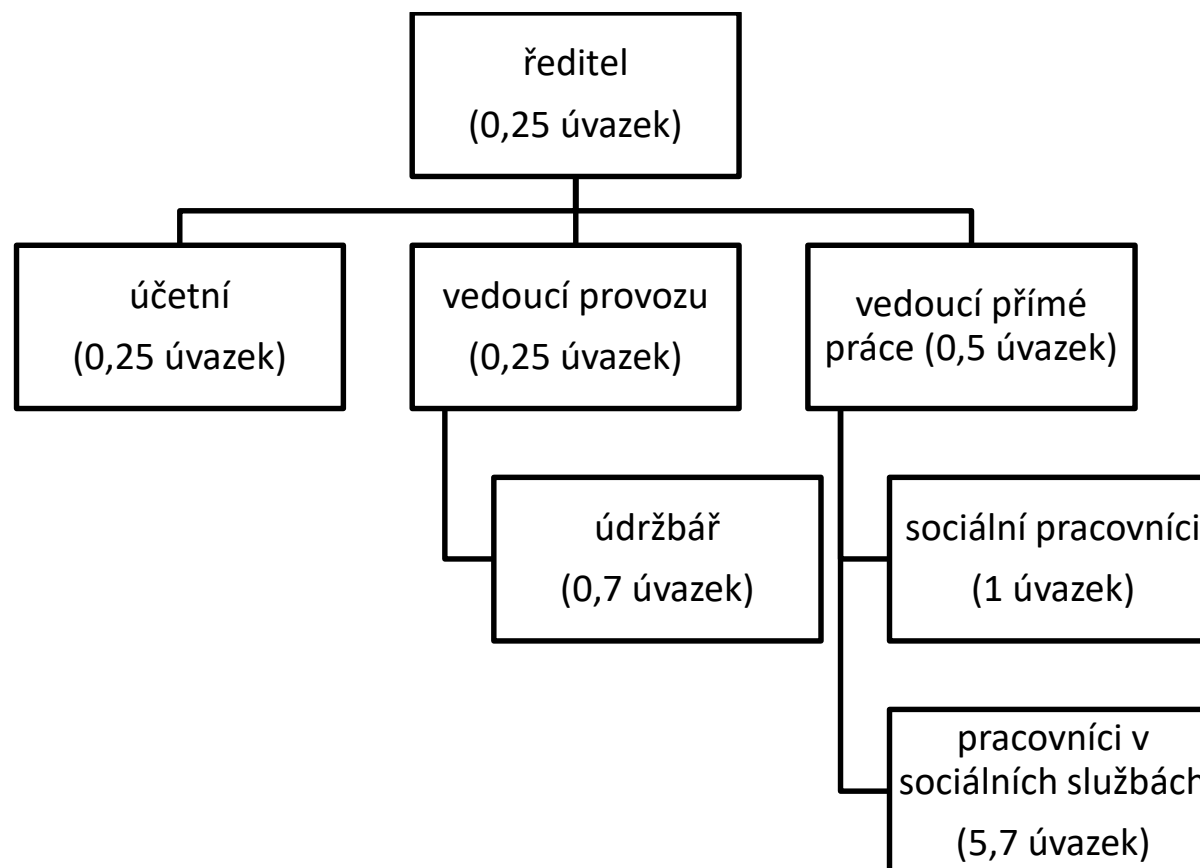 ředitel
(0,25 úvazek)
účetní
(0,25 úvazek)
vedoucí provozu
(0,25 úvazek)
vedoucí přímé
práce (0,5 úvazek)
údržbář
(0,7 úvazek)
sociální pracovníci
(1 úvazek)
pracovníci v
sociálních službách
(5,7 úvazek)